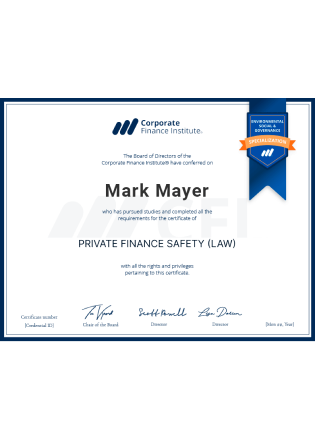 Corporate
Finance Institute®
ENVIRONMENTAL
SOCIAL &
GOVERNANCE
SPECIALIZATION
The Board of Directors of the
Corporate Finance Institute® have conferred on
Mark Mayer
who has pursued studies and completed all the
requirements for the certificate of
CFI
PRIVATE FINANCE SAFETY (LAW)
with all the rights and privileges
pertaining to this certificate.
Certificate number
[Credential ID]
Chair of the Board
Scott Powell
Director
Director
[Mon xx, Year]